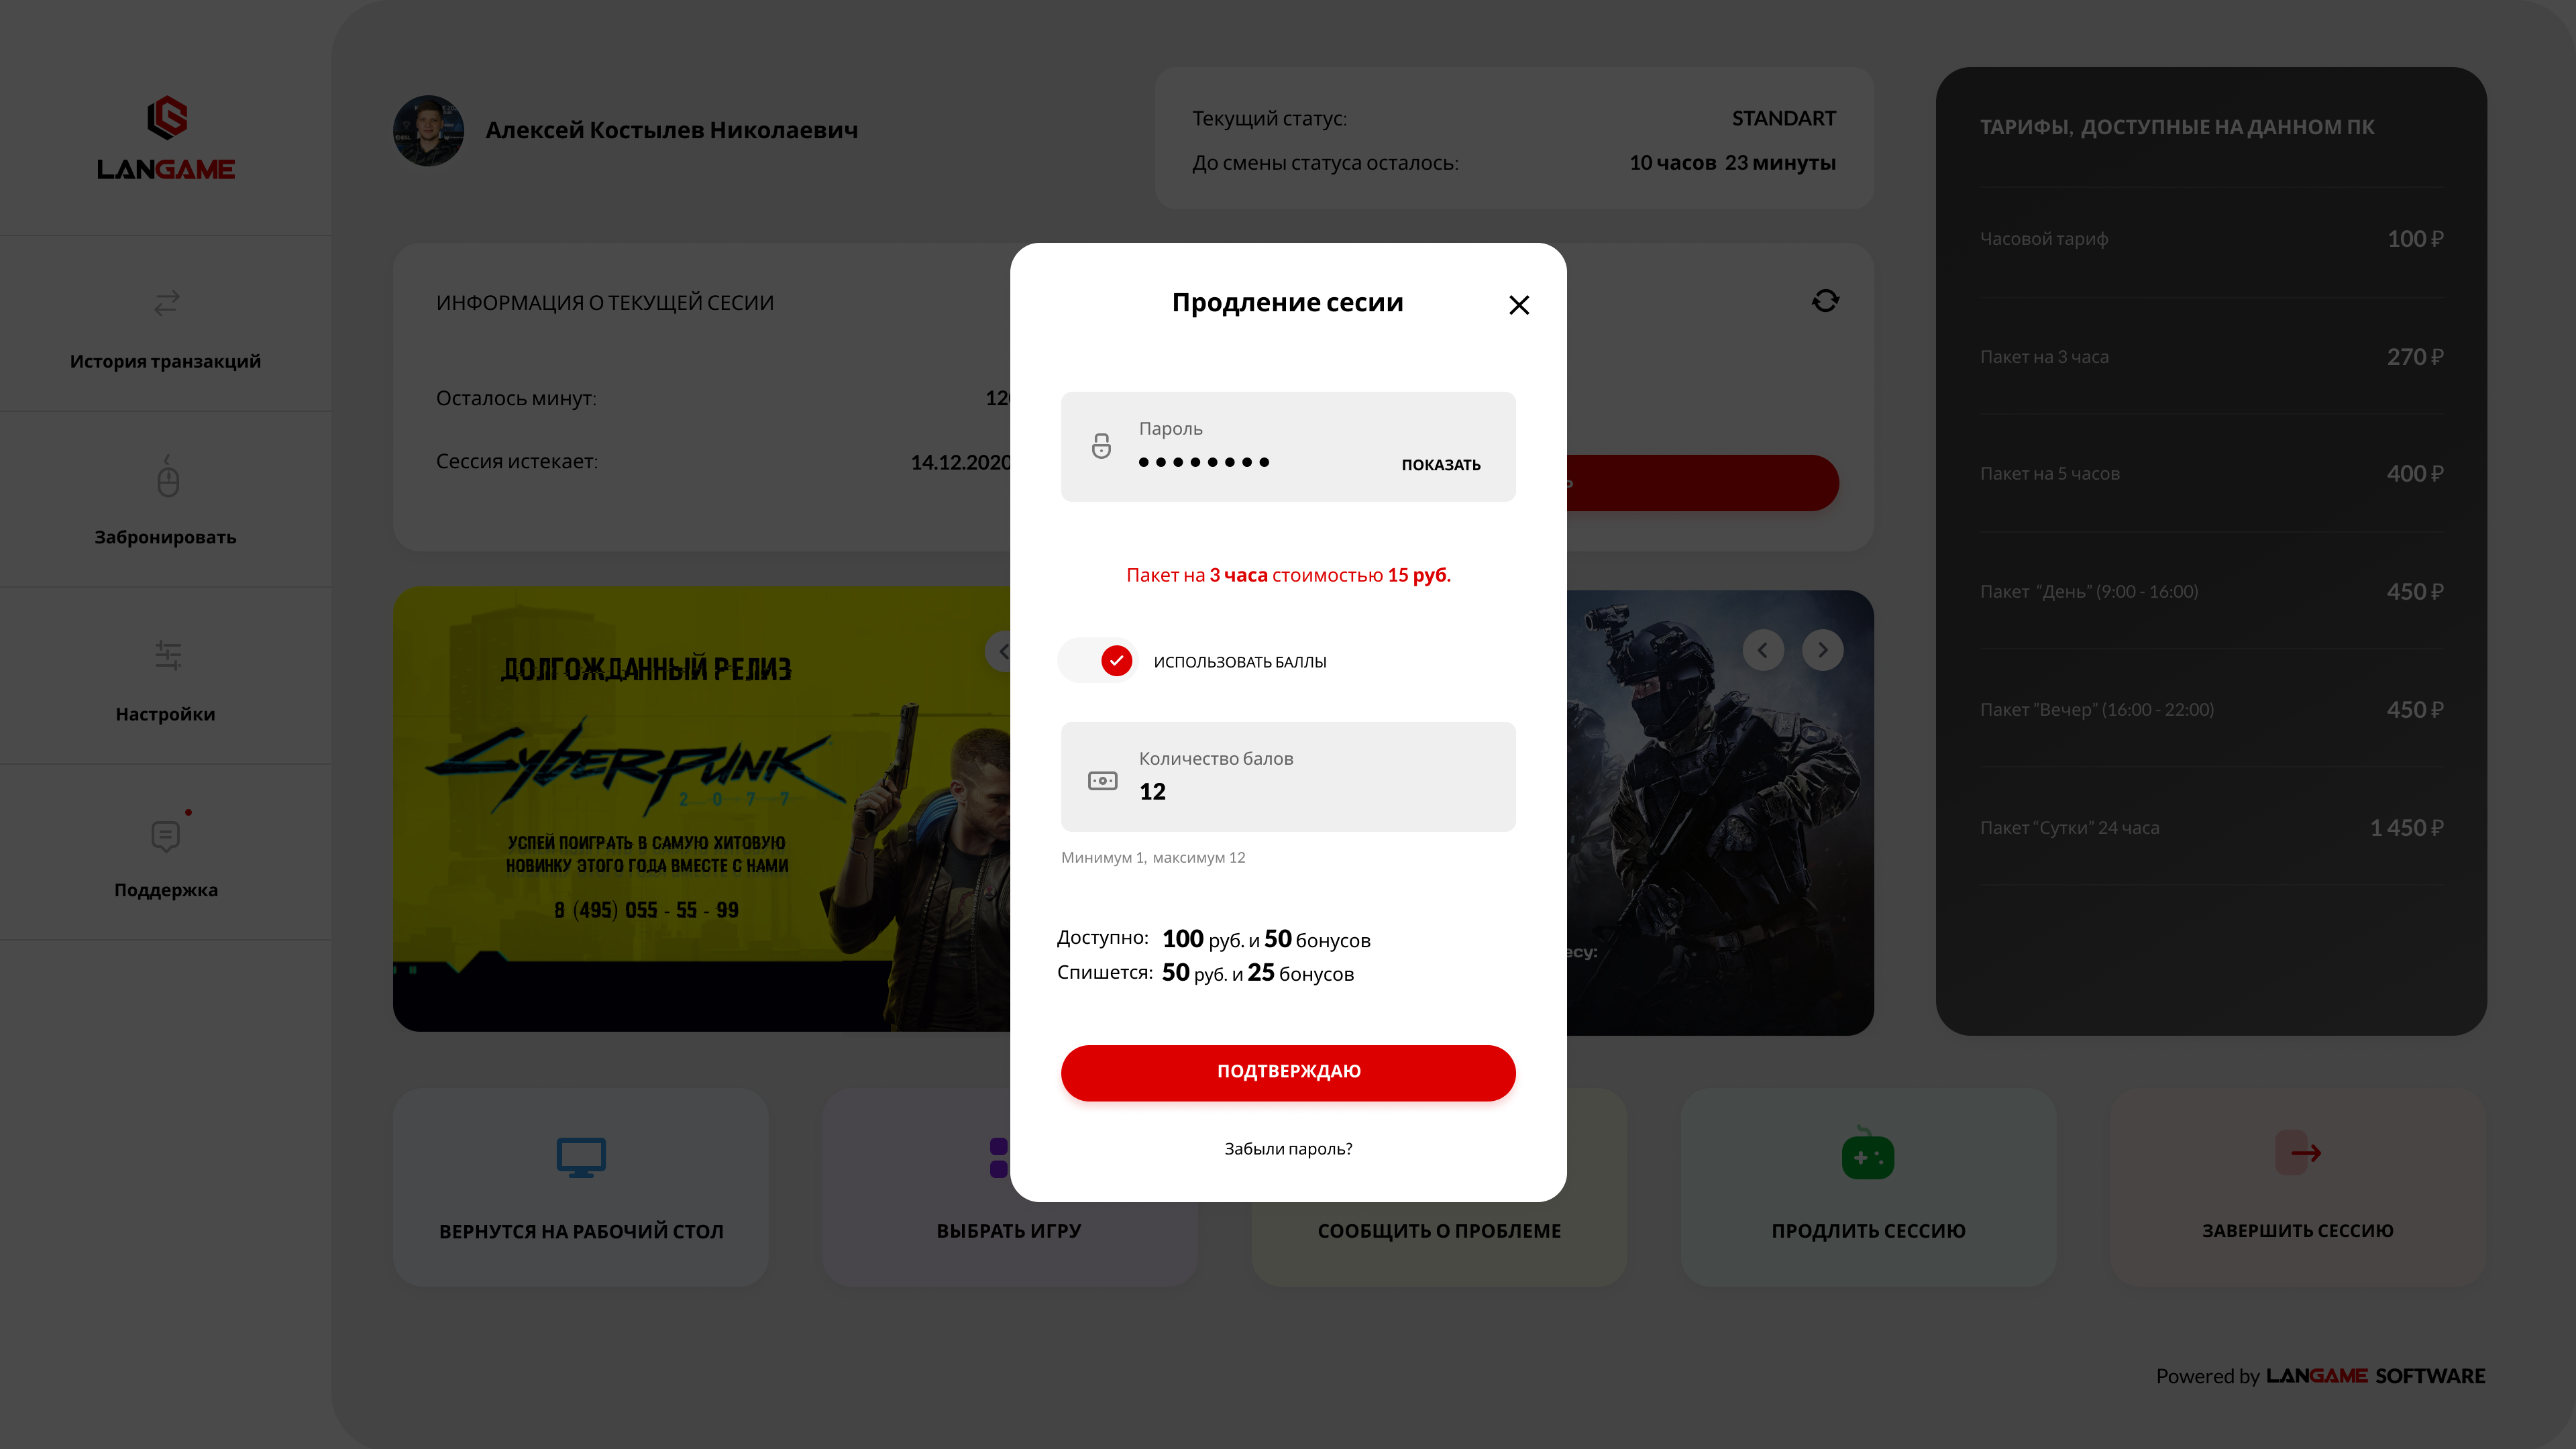 LANGAME
История транзакций
Забронировать
Настройки
Поддержка
Алексей Костылев Николаевич
Текущий статус: STANDART
До смены статуса осталось: 10 часов 23 минуты
ИНФОРМАЦИЯ О ТЕКУЩЕЙ СЕСИИ
Осталось минут:
Сессия истекает: 14.12.2020
ДОЛГОЖДАННЫЙ РЕЛИЗ
Cyberpunk
2077
УСПЕЙ ПОИГРАТЬ В САМУЮ ХИТОВУЮ
НОВИНКУ ЭТОГО ГОДА ВМЕСТЕ С НАМИ
8 (495) 055 - 55 - 99
Продление сесии
Пароль
ПОКАЗАТЬ
Пакет на 3 часа стоимостью 15 руб.
ИСПОЛЬЗОВАТЬ БАЛЛЫ
Количество балов
12
Минимум 1, максимум 12
Доступно: 100 руб. и 50 бонусов
Спишется: 50 руб. и 25 бонусов
ПОДТВЕРЖДАЮ
Забыли пароль?
есу:
ТАРИФЫ, ДОСТУПНЫЕ НА ДАННОМ ПК
Часовой тариф 100 ₽
Пакет на 3 часа 270 ₽
Пакет на 5 часов 400 ₽
Пакет “День” (9:00 - 16:00) 450 ₽
Пакет “Вечер” (16:00 - 22:00) 450 ₽
Пакет “Сутки” 24 часа 1 450 ₽
ВЕРНУТСЯ НА РАБОЧИЙ СТОЛ
ВЫБРАТЬ ИГРУ
СООБЩИТЬ О ПРОБЛЕМЕ
ПРОДЛИТЬ СЕССИЮ
ЗАВЕРШИТЬ СЕССИЮ
Powered by LANGAME SOFTWARE